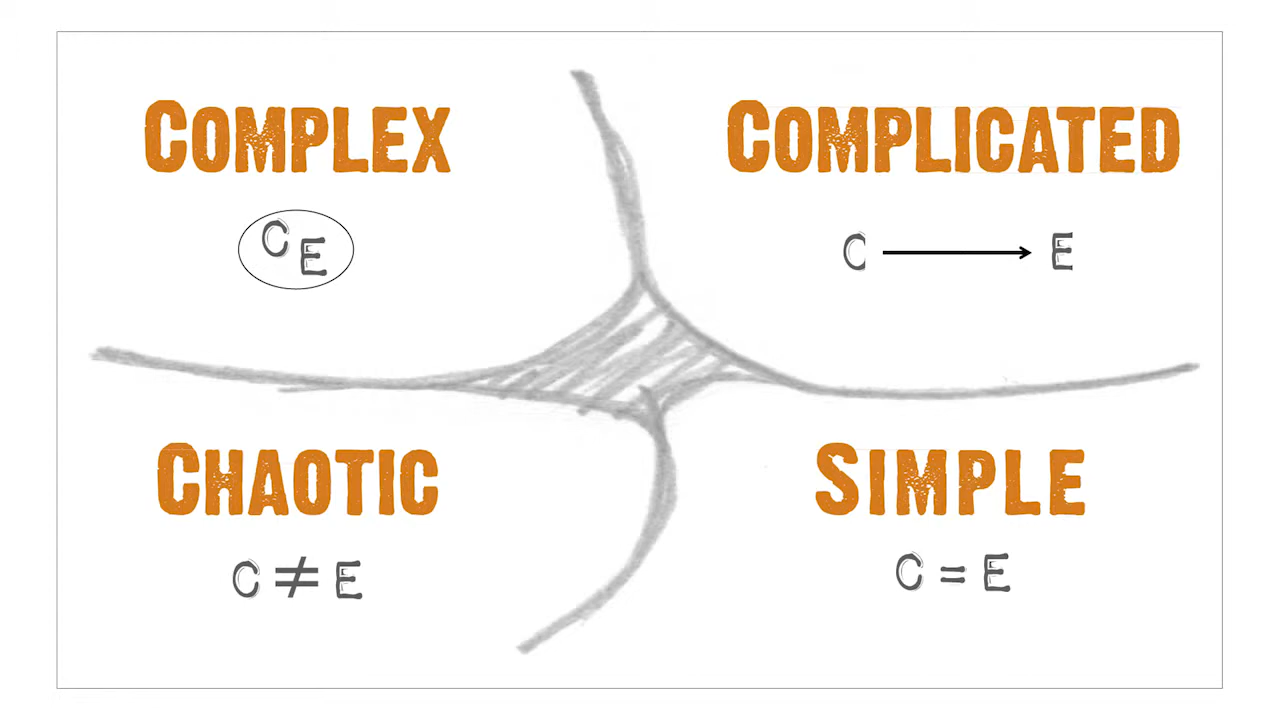 COMPLEX
C E
COMPLICATED
C → E
CHAOTIC
C ≠ E
SIMPLE
C = E